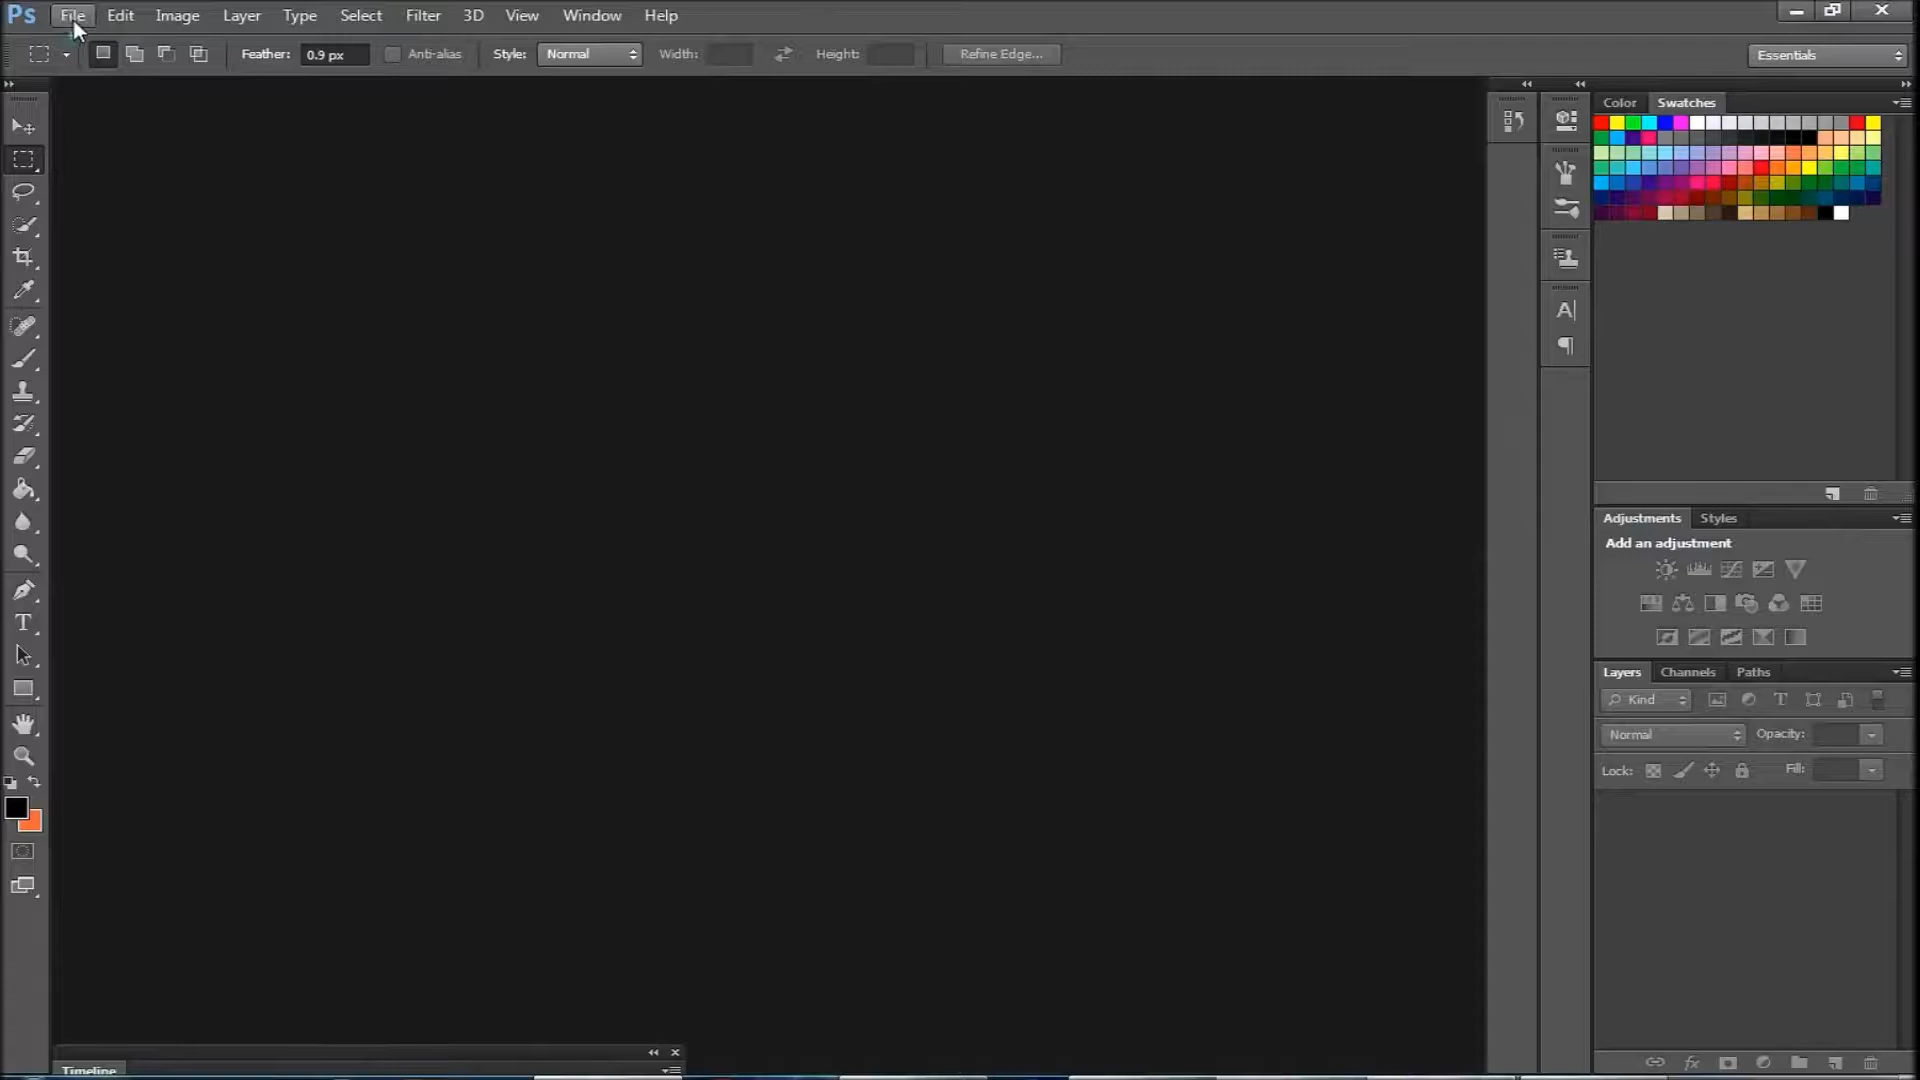 Ps File Edit Image Layer Type Select Filter 3D View Window Help
Feather: 0.9 px Anti-alias Style: Normal Width: Height: Refine Edge... Essentials
Color Swatches
Adjustments Styles
Add an adjustment
Layers Channels Paths
Kind
Normal Opacity:
Lock: Fill:
Timeline